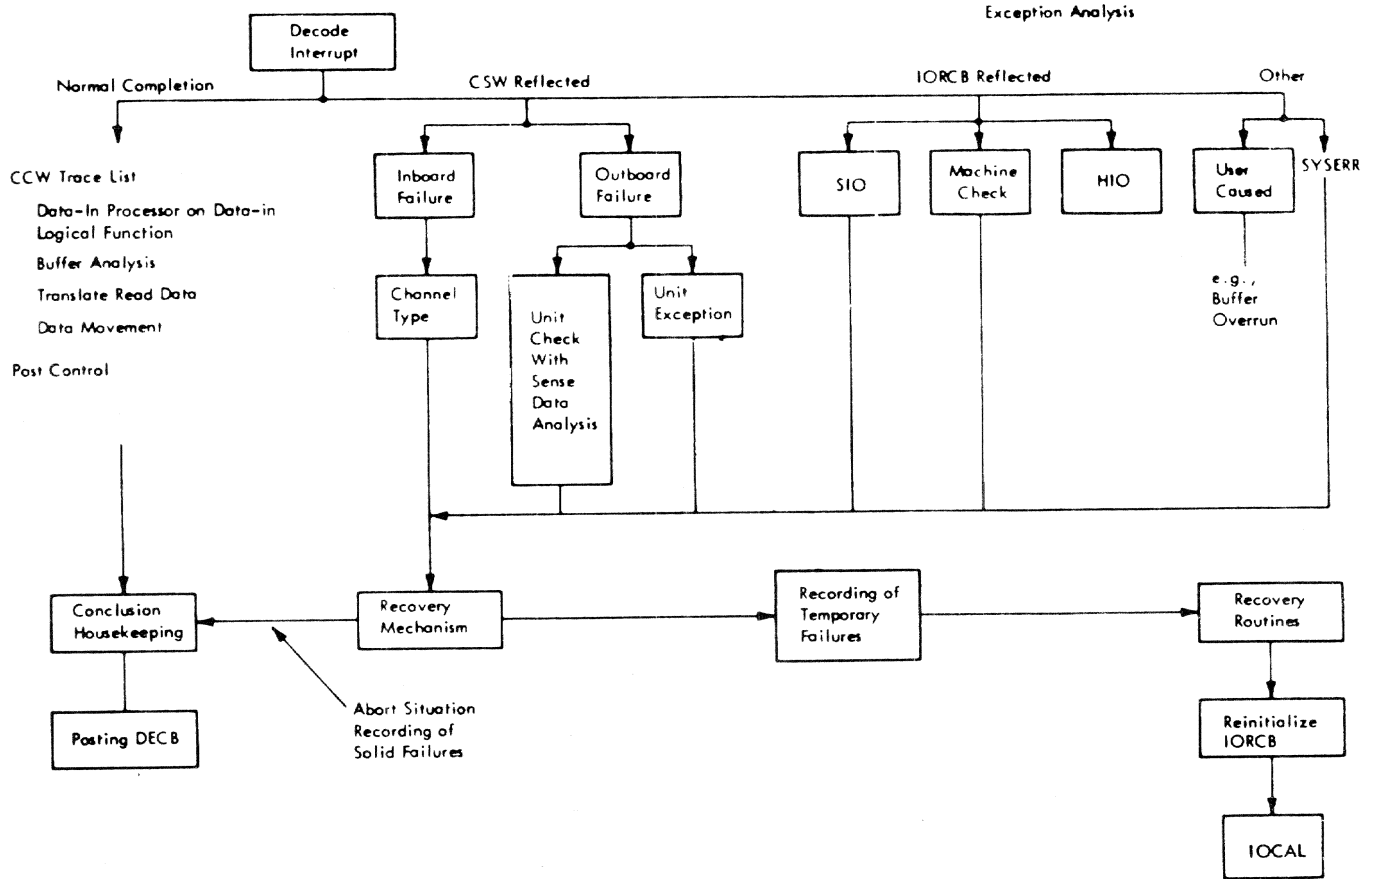 Exception Analysis
Decode
Interrupt
Normal Completion
CSW Reflected
IORCB Reflected
Other
CCW Trace List
Data-In Processor on Data-in
Logical Function
Buffer Analysis
Translate Read Data
Data Movement
Post Control
Inboard
Failure
Outboard
Failure
SIO
Machine
Check
HIO
User
Caused
SYSERR
Channel
Type
Unit
Check
With
Sense
Data
Analysis
Unit
Exception
e.g.,
Buffer
Overrun
Conclusion
Housekeeping
Recovery
Mechanism
Recording of
Temporary
Failures
Recovery
Routines
Abort Situation
Recording of
Solid Failures
Posting DECB
Reinitialize
IORCB
IOCAL